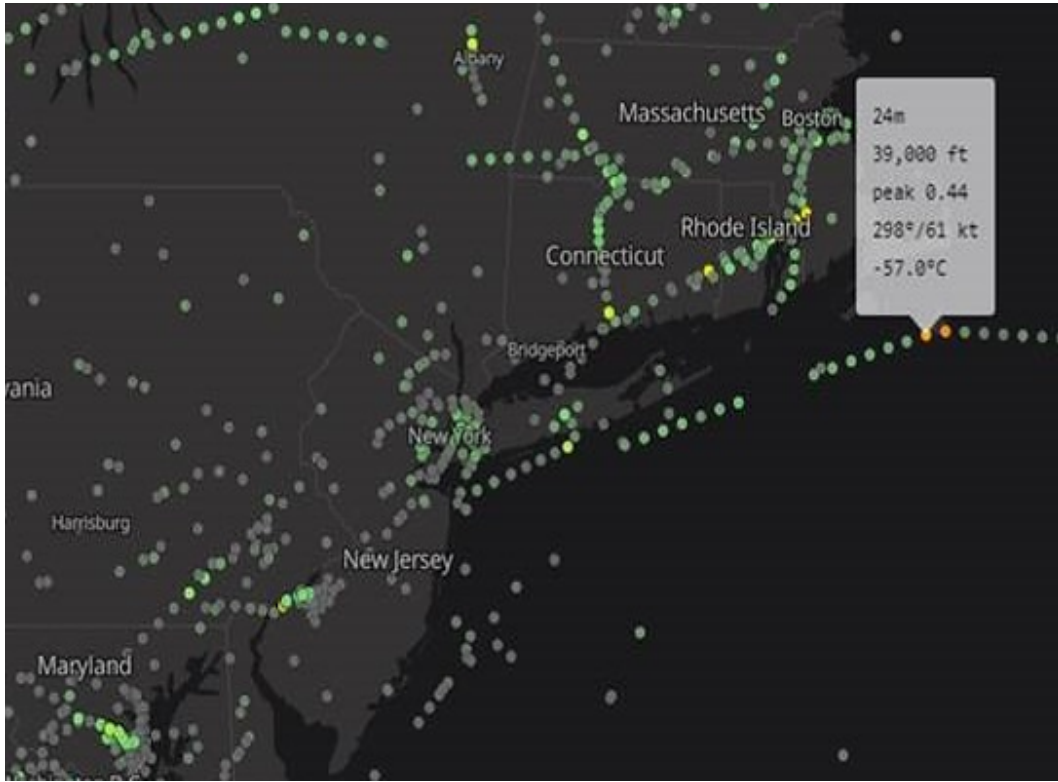 Albany
Massachusetts
Boston
24m
39,000 ft
peak 0.44
298°/61 kt
-57.0°C
Rhode Island
Connecticut
Bridgeport
vania
New York
Harrisburg
New Jersey
Maryland
Washington D.C.